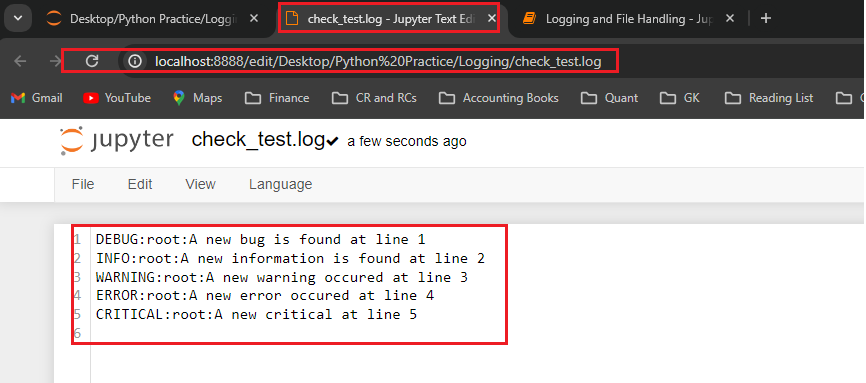 Desktop/Python Practice/Loggi
check_test.log - Jupyter Text Edi
Logging and File Handling - Jup
localhost:8888/edit/Desktop/Python%20Practice/Logging/check_test.log
Gmail YouTube Maps Finance CR and RCs Accounting Books Quant GK Reading List
jupyter check_test.log a few seconds ago
File Edit View Language
1 DEBUG:root:A new bug is found at line 1
2 INFO:root:A new information is found at line 2
3 WARNING:root:A new warning occured at line 3
4 ERROR:root:A new error occured at line 4
5 CRITICAL:root:A new critical at line 5
6